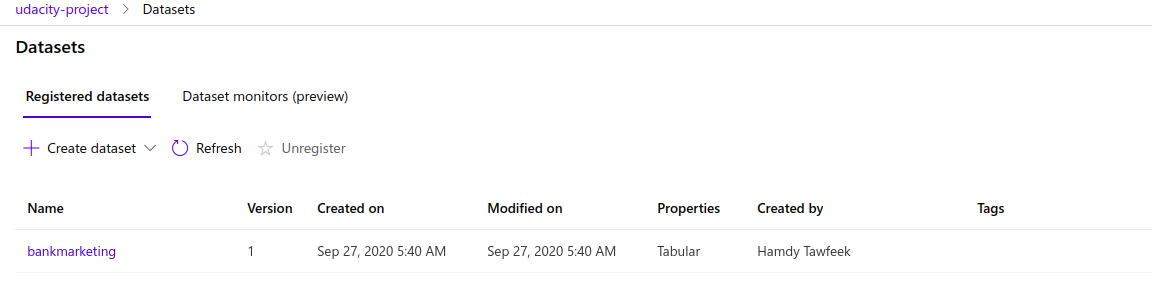 udacity-project > Datasets
Datasets
Registered datasets Dataset monitors (preview)
Create dataset Refresh Unregister
Name Version Created on Modified on Properties Created by Tags
bankmarketing 1 Sep 27, 2020 5:40 AM Sep 27, 2020 5:40 AM Tabular Hamdy Tawfeek